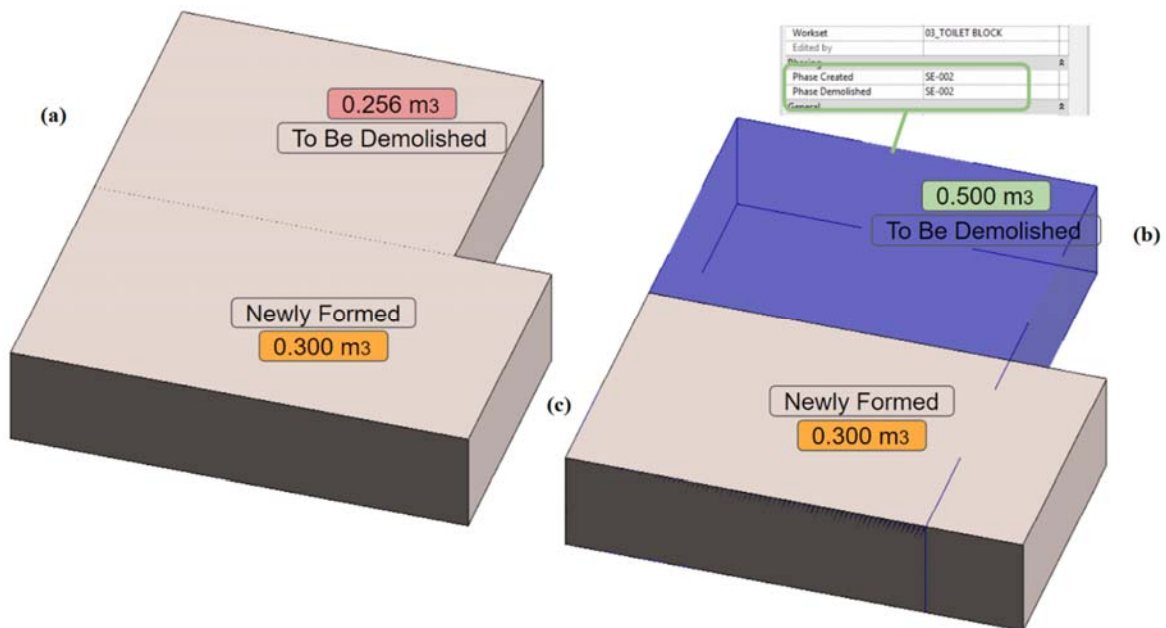 (a)
0.256 m3
To Be Demolished
Newly Formed
0.300 m3
Workset 03_TOILET BLOCK
Edited by
Phasing
Phase Created SE-002
Phase Demolished SE-002
General
0.500 m3
To Be Demolished
(b)
(c)
Newly Formed
0.300 m3